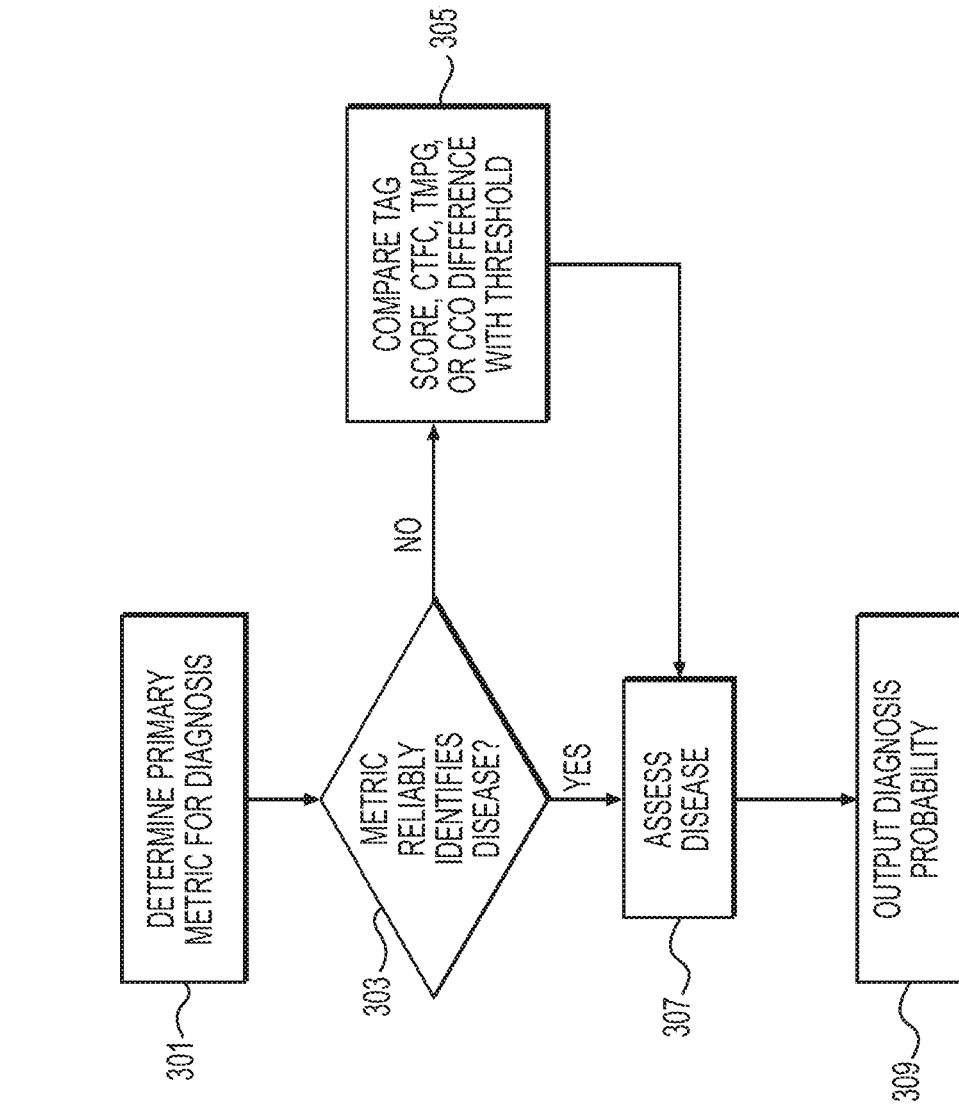 301
DETERMINE PRIMARY
METRIC FOR DIAGNOSIS
303
METRIC
RELIABLY
IDENTIFIES
DISEASE?
NO
305
COMPARE TAG
SCORE, CTFC, TMPG,
OR CCO DIFFERENCE
WITH THRESHOLD
YES
307
ASSESS
DISEASE
309
OUTPUT DIAGNOSIS
PROBABILITY